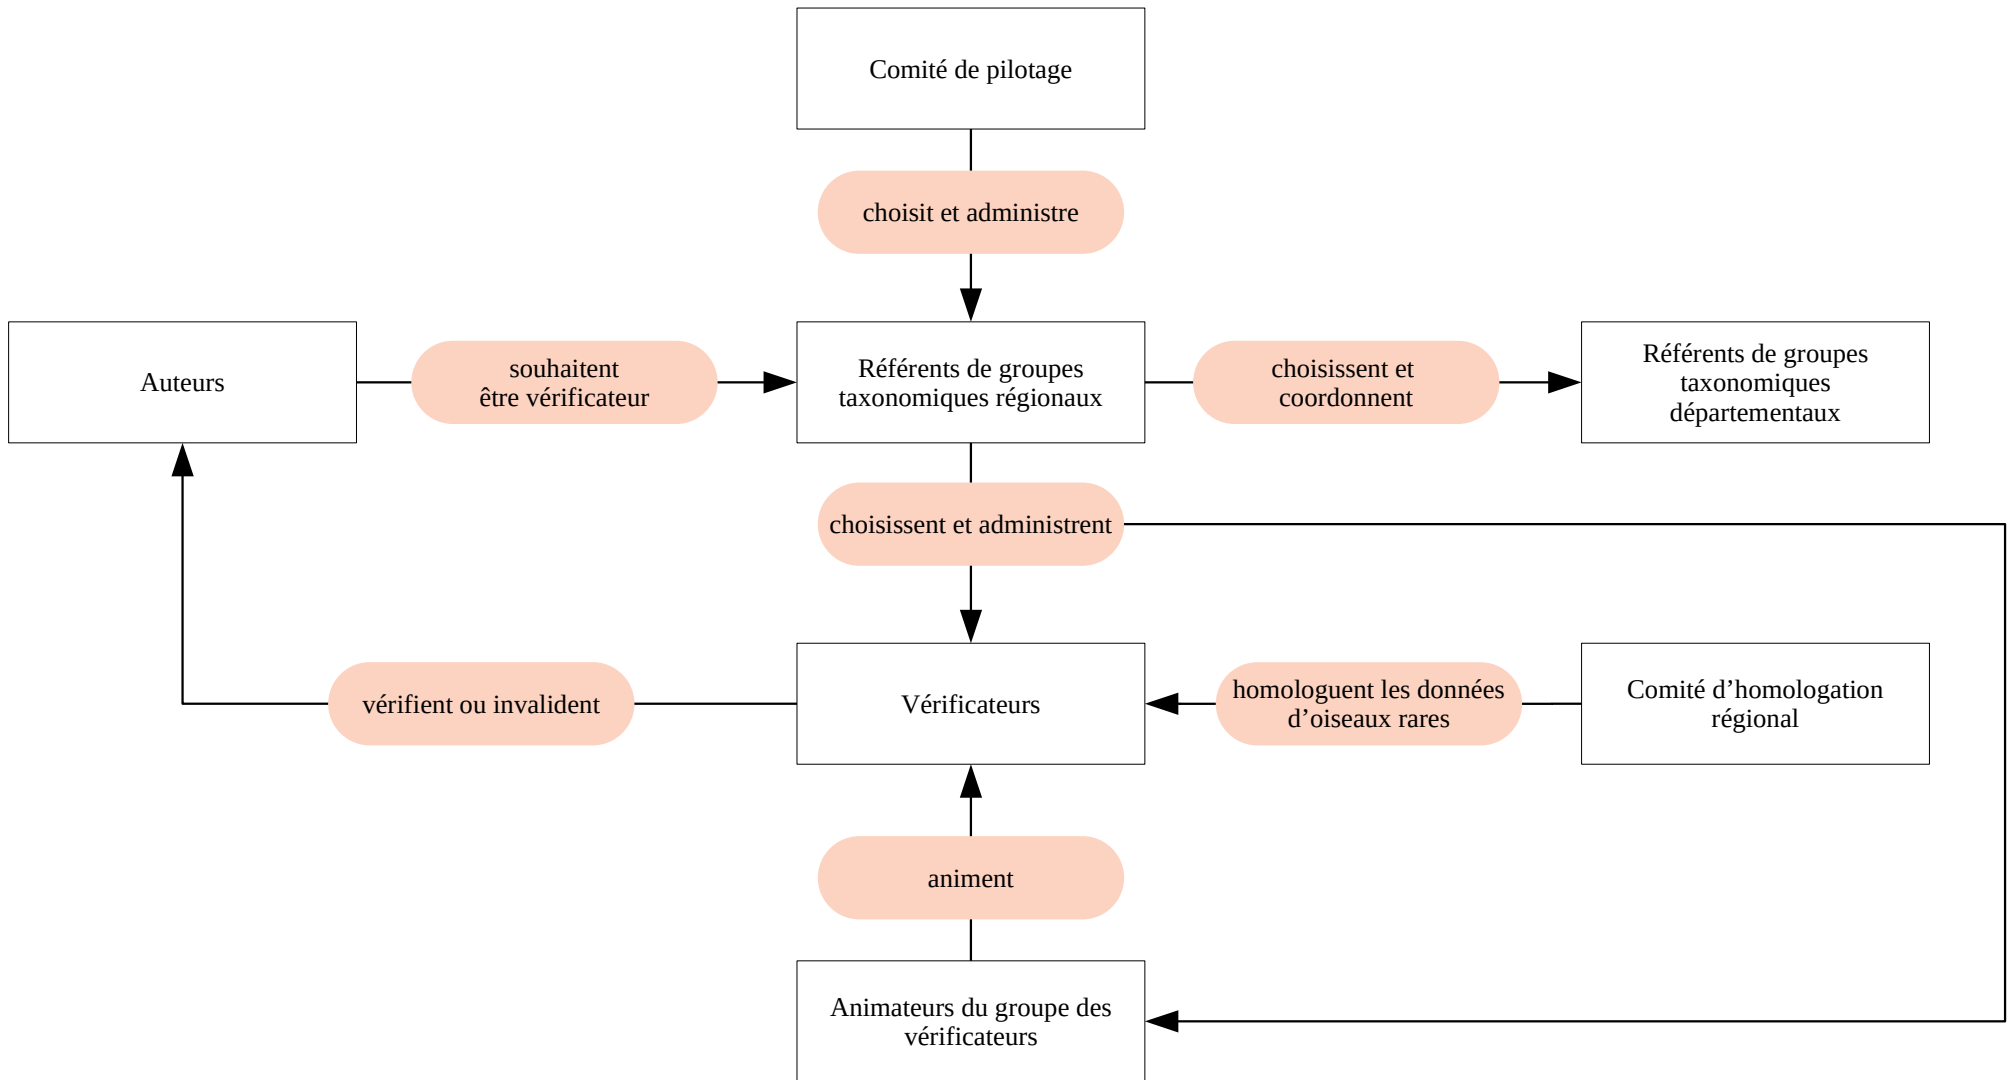 Comité de pilotage
choisit et administre
Auteurs
souhaitent
être vérificateur
Référents de groupes
taxonomiques régionaux
choisissent et
coordonnent
Référents de groupes
taxonomiques
départementaux
choisissent et administrent
vérifient ou invalident
Vérificateurs
homologuent les données
d’oiseaux rares
Comité d’homologation
régional
animent
Animateurs du groupe des
vérificateurs